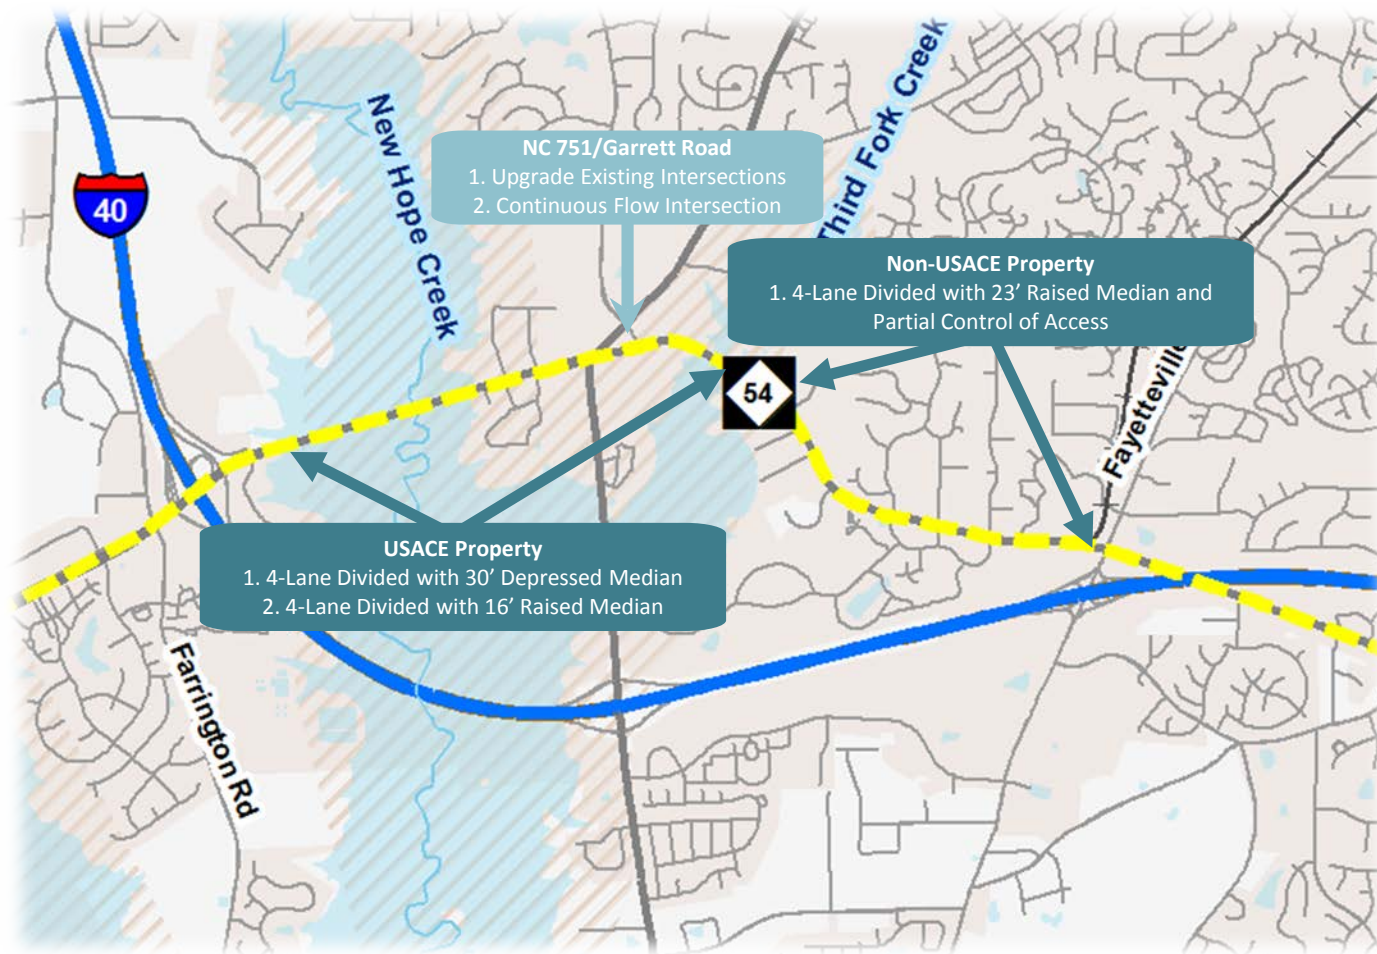 New Hope Creek
Third Fork Creek
NC 751/Garrett Road
1. Upgrade Existing Intersections
2. Continuous Flow Intersection
40
Non-USACE Property
1. 4-Lane Divided with 23’ Raised Median and
Partial Control of Access
54
Fayetteville
USACE Property
1. 4-Lane Divided with 30’ Depressed Median
2. 4-Lane Divided with 16’ Raised Median
Farrington Rd